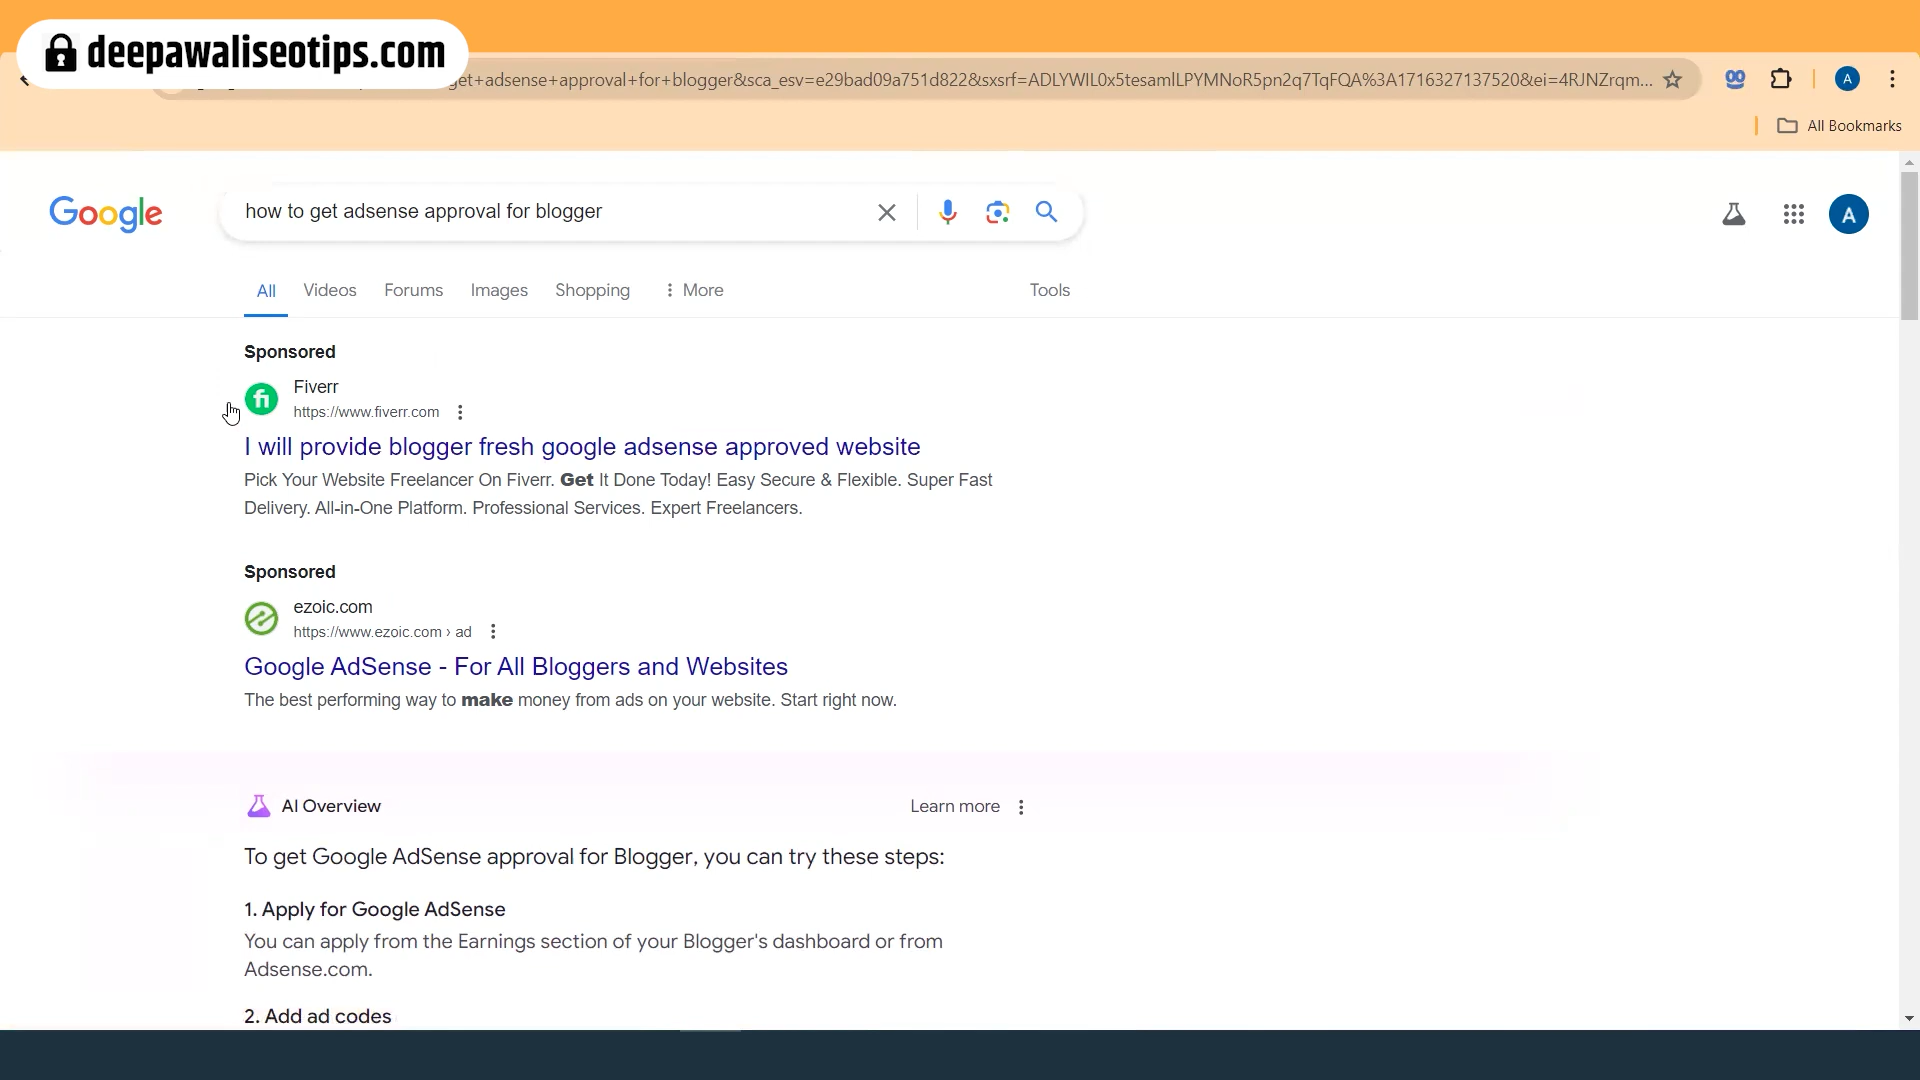 deepawaliseotips.com
get+adsense+approval+for+blogger&sca_esv=e29bad09a751d822&sxsrf=ADLYWIL0x5tesamlLPYMNoR5pn2q7TqFQA%3A1716327137520&ei=4RJNZrqm...
A
All Bookmarks
Google
how to get adsense approval for blogger
A
All Videos Forums Images Shopping More Tools
Sponsored
fi
Fiverr
https://www.fiverr.com
I will provide blogger fresh google adsense approved website
Pick Your Website Freelancer On Fiverr. Get It Done Today! Easy Secure & Flexible. Super Fast
Delivery. All-in-One Platform. Professional Services. Expert Freelancers.
Sponsored
ezoic.com
https://www.ezoic.com › ad
Google AdSense - For All Bloggers and Websites
The best performing way to make money from ads on your website. Start right now.
AI Overview
Learn more
To get Google AdSense approval for Blogger, you can try these steps:
1. Apply for Google AdSense
You can apply from the Earnings section of your Blogger's dashboard or from
Adsense.com.
2. Add ad codes